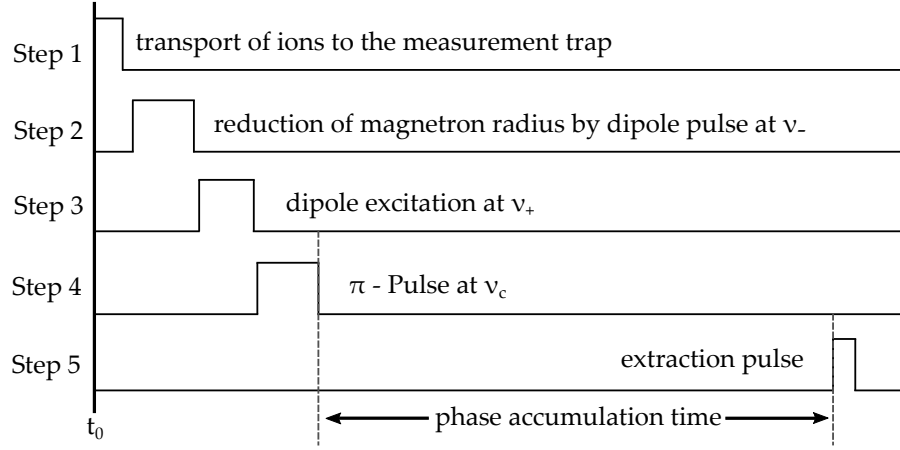 Step 1 transport of ions to the measurement trap
Step 2 reduction of magnetron radius by dipole pulse at ν₋
Step 3 dipole excitation at ν₊
Step 4 π - Pulse at ν_c
Step 5 extraction pulse
phase accumulation time
t₀